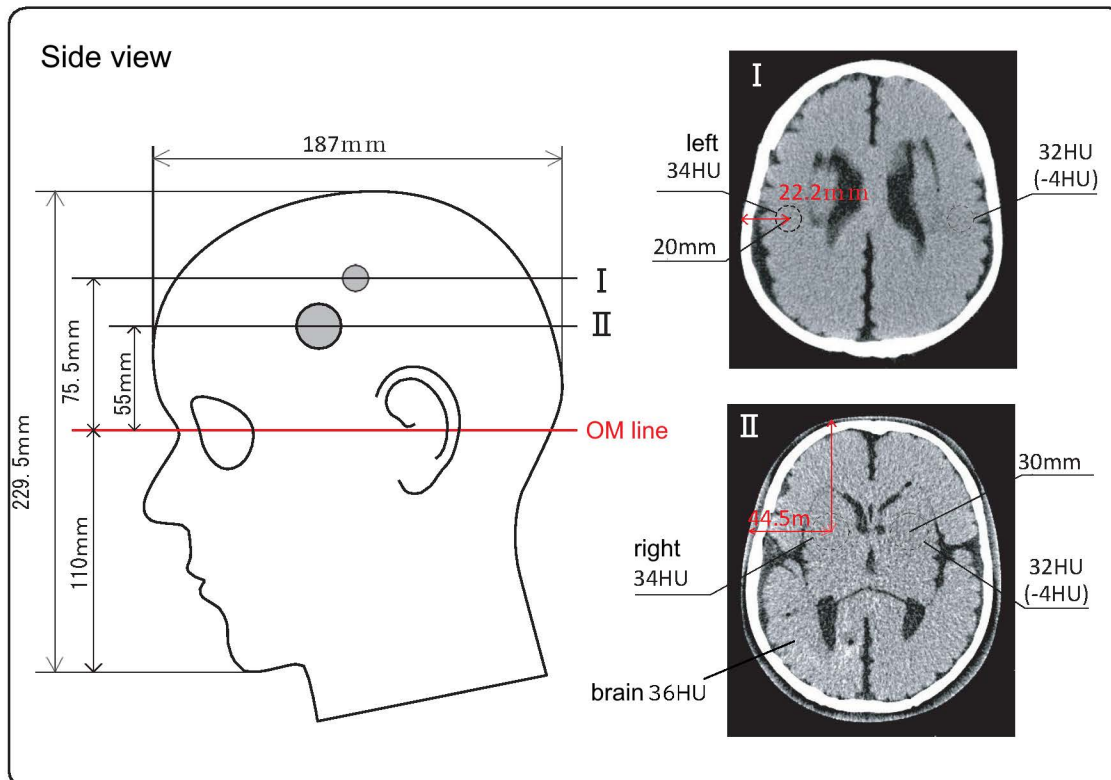 Side view
187mm
229.5mm
75.5mm
55mm
110mm
I
II
OM line
I
left
34HU
22.2mm
20mm
32HU
(-4HU)
II
44.5m
30mm
right
34HU
32HU
(-4HU)
brain 36HU